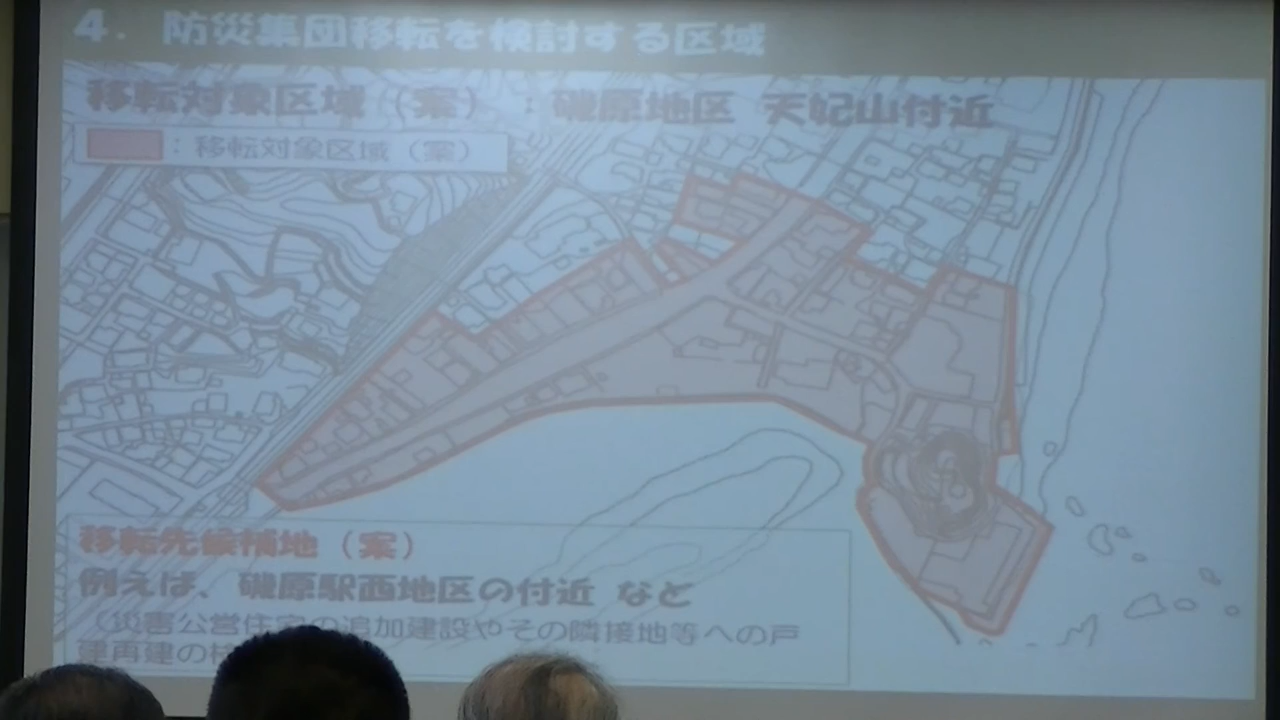 4. 防災集団移転を検討する区域
移転対象区域（案）：磯原地区 天妃山付近
：移転対象区域（案）
移転先候補地（案）
例えば、磯原駅西地区の付近 など
（災害公営住宅の追加建設やその隣接地等への戸
建再建の